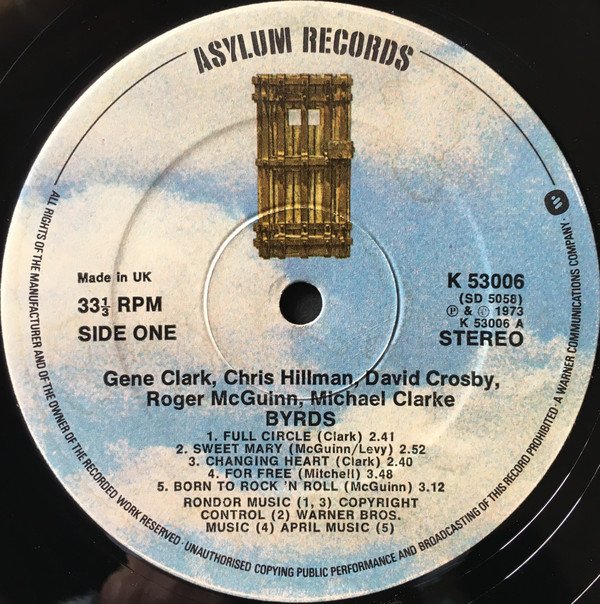 ASYLUM RECORDS
Made in UK
33⅓ RPM
SIDE ONE
K 53006
(SD 5058)
Ⓟ & © 1973
K 53006 A
STEREO
Gene Clark, Chris Hillman, David Crosby,
Roger McGuinn, Michael Clarke
BYRDS
1. FULL CIRCLE (Clark) 2.41
2. SWEET MARY (McGuinn/Levy) 2.52
3. CHANGING HEART (Clark) 2.40
4. FOR FREE (Mitchell) 3.48
5. BORN TO ROCK 'N ROLL (McGuinn) 3.12
RONDOR MUSIC (1, 3) COPYRIGHT
CONTROL (2) WARNER BROS.
MUSIC (4) APRIL MUSIC (5)
ALL RIGHTS OF THE MANUFACTURER AND OF THE OWNER OF THE RECORDED WORK RESERVED · UNAUTHORISED COPYING PUBLIC PERFORMANCE AND BROADCASTING OF THIS RECORD PROHIBITED · A WARNER COMMUNICATIONS COMPANY ·